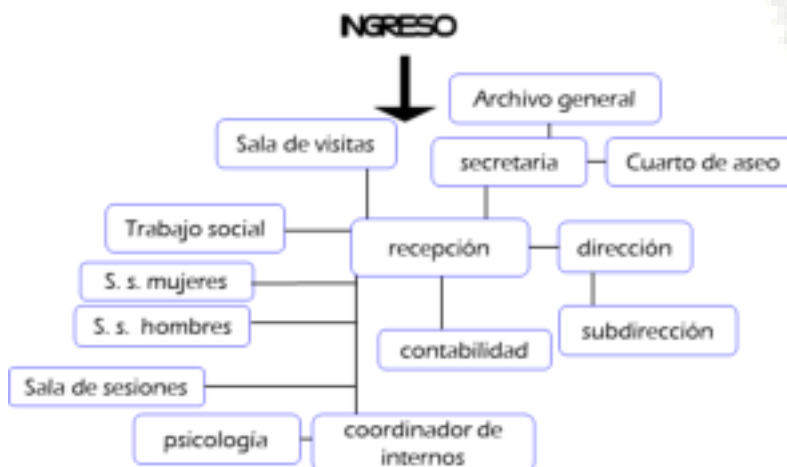 INGRESO
Archivo general
Sala de visitas
secretaria
Cuarto de aseo
Trabajo social
recepción
dirección
S. s. mujeres
S. s. hombres
subdirección
contabilidad
Sala de sesiones
psicología
coordinador de
internos